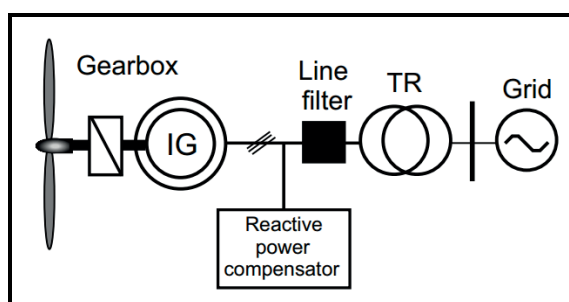 Gearbox
Line
filter
TR
Grid
IG
Reactive
power
compensator